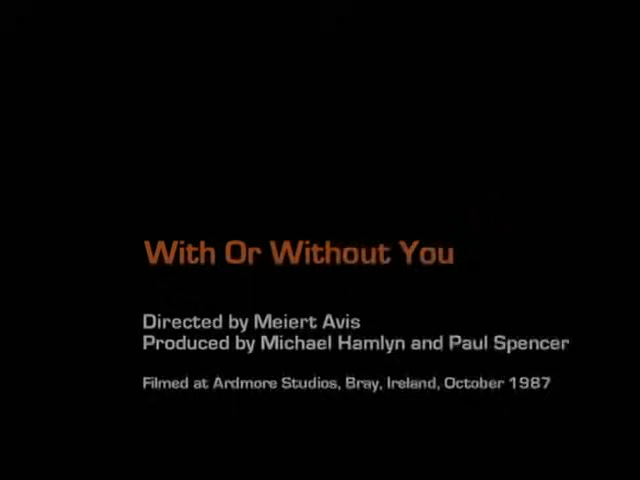 With Or Without You
Directed by Meiert Avis
Produced by Michael Hamlyn and Paul Spencer
Filmed at Ardmore Studios, Bray, Ireland, October 1987